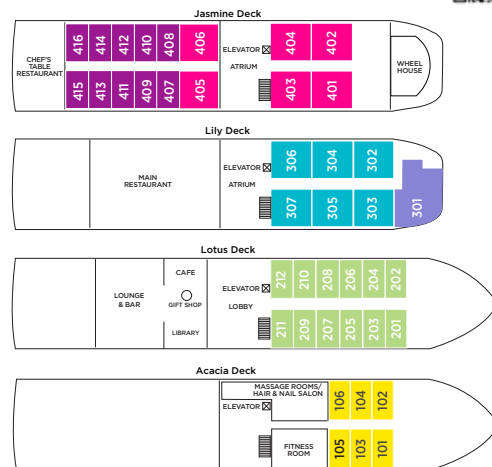 Jasmine Deck
416 414 412 410 408 406
ELEVATOR
404 402
CHEF'S
TABLE
RESTAURANT
ATRIUM
WHEEL
HOUSE
415 413 411 409 407 405
403 401
Lily Deck
ELEVATOR
306 304 302
MAIN
RESTAURANT
ATRIUM
307 305 303 301
Lotus Deck
CAFE
ELEVATOR
212 210 208 206 204 202
LOUNGE
& BAR
GIFT SHOP
LOBBY
LIBRARY
211 209 207 205 203 201
Acacia Deck
MASSAGE ROOMS/
HAIR & NAIL SALON
ELEVATOR
106 104 102
FITNESS
ROOM
105 103 101